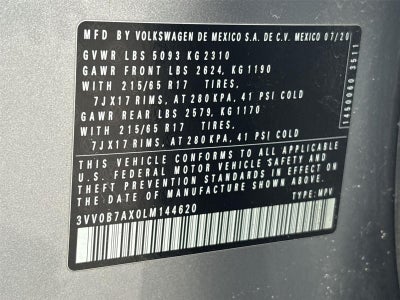 MFD BY VOLKSWAGEN DE MEXICO S.A. DE C.V. MEXICO 07/20
GVWR LBS 5093 KG 2310
GAWR FRONT LBS 2624, KG 1190
WITH 215/65 R17 TIRES,
7JX17 RIMS, AT 280 KPA, 41 PSI COLD
GAWR REAR LBS 2579, KG 1170
WITH 215/65 R17 TIRES,
7JX17 RIMS, AT 280 KPA, 41 PSI COLD
THIS VEHICLE CONFORMS TO ALL APPLICABLE
U.S. FEDERAL MOTOR VEHICLE SAFETY AND
THEFT PREVENTION STANDARDS IN EFFECT ON
THE DATE OF MANUFACTURE SHOWN ABOVE.
3VV0B7AX0LM144620 TYPE: MPV
1450060 3511